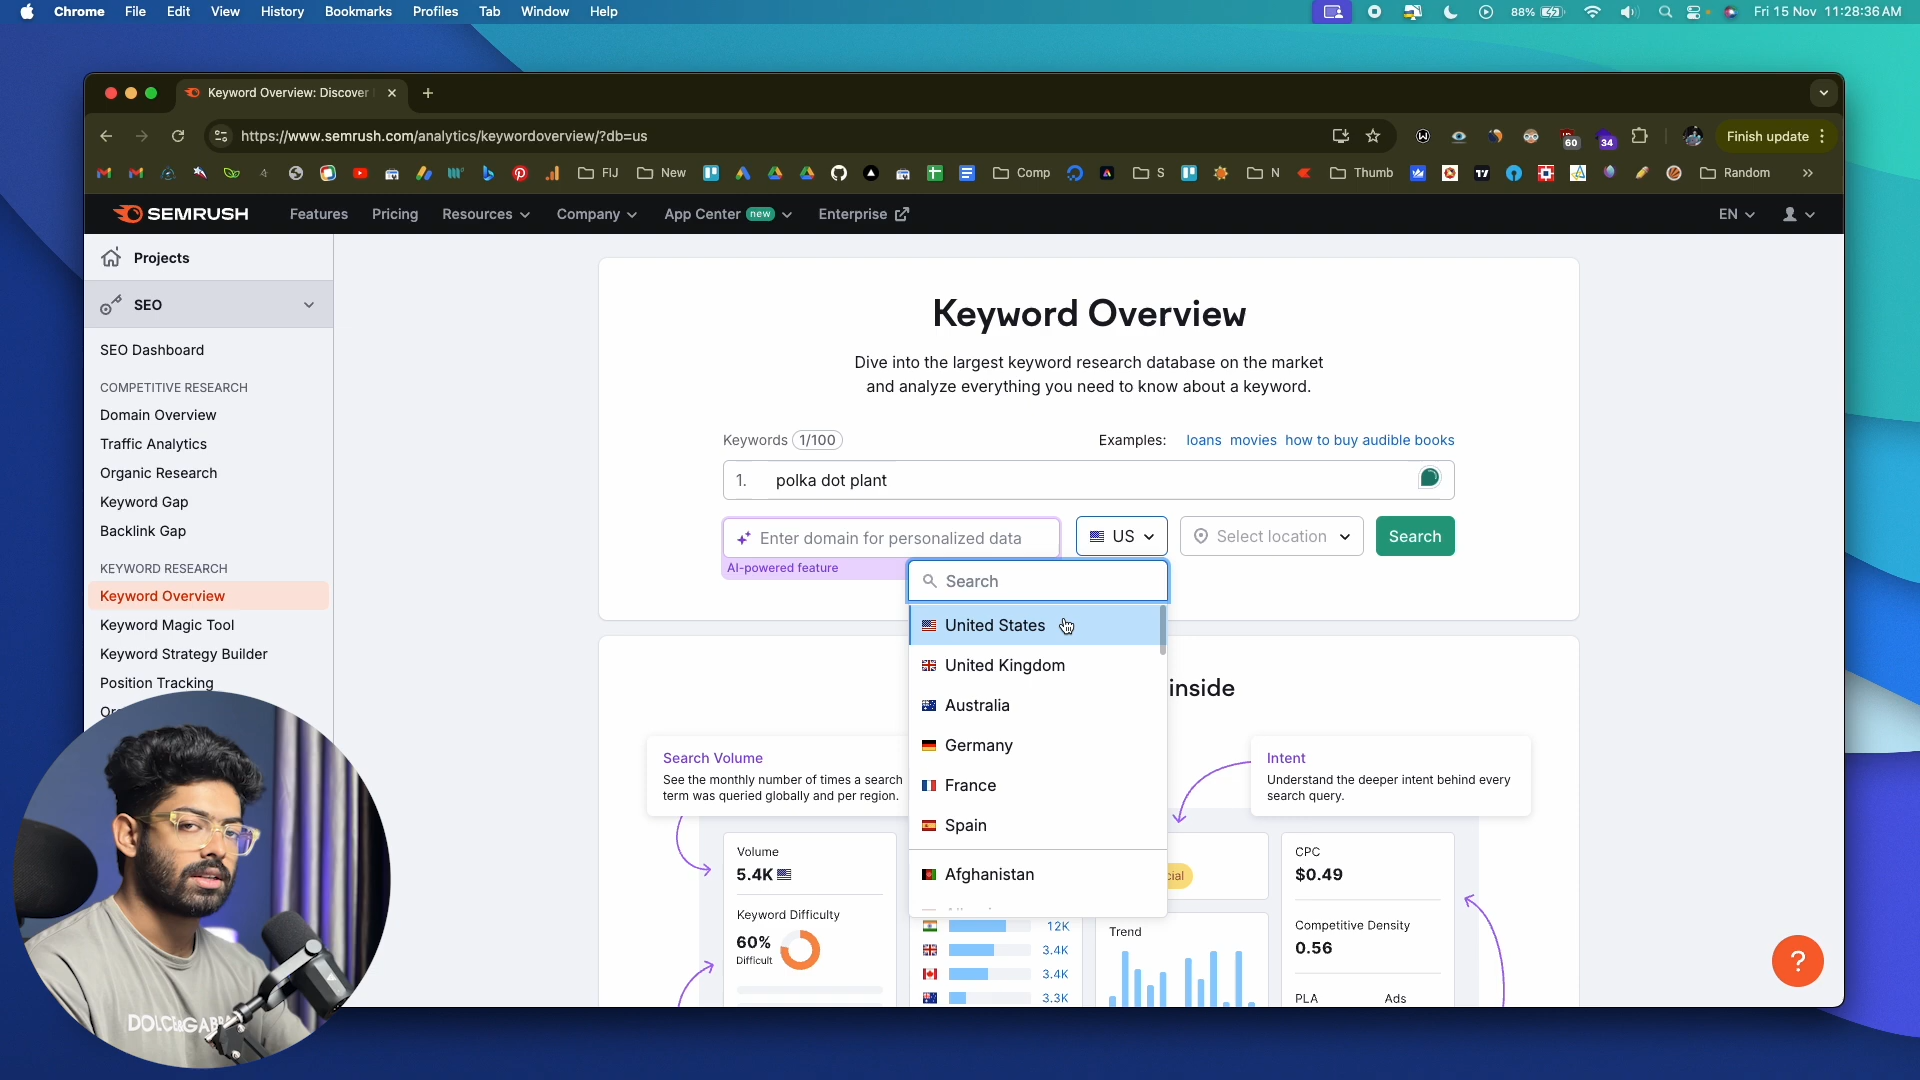 Chrome File Edit View History Bookmarks Profiles Tab Window Help
88% Fri 15 Nov 11:28:36 AM
Keyword Overview: Discover
https://www.semrush.com/analytics/keywordoverview/?db=us
60 34 Finish update
FIJ New Comp S N Thumb Random
SEMRUSH Features Pricing Resources Company App Center new Enterprise EN
Projects
SEO
SEO Dashboard
COMPETITIVE RESEARCH
Domain Overview
Traffic Analytics
Organic Research
Keyword Gap
Backlink Gap
KEYWORD RESEARCH
Keyword Overview
Keyword Magic Tool
Keyword Strategy Builder
Position Tracking
Keyword Overview
Dive into the largest keyword research database on the market
and analyze everything you need to know about a keyword.
Keywords 1/100
Examples: loans movies how to buy audible books
1. polka dot plant
Enter domain for personalized data
US
Select location
Search
AI-powered feature
Search
United States
United Kingdom
Australia
Germany
France
Spain
Afghanistan
inside
Search Volume
See the monthly number of times a search
term was queried globally and per region.
Intent
Understand the deeper intent behind every
search query.
Volume
5.4K
Keyword Difficulty
60%
Difficult
12K
3.4K
3.4K
3.3K
Trend
CPC
$0.49
Competitive Density
0.56
PLA Ads
?